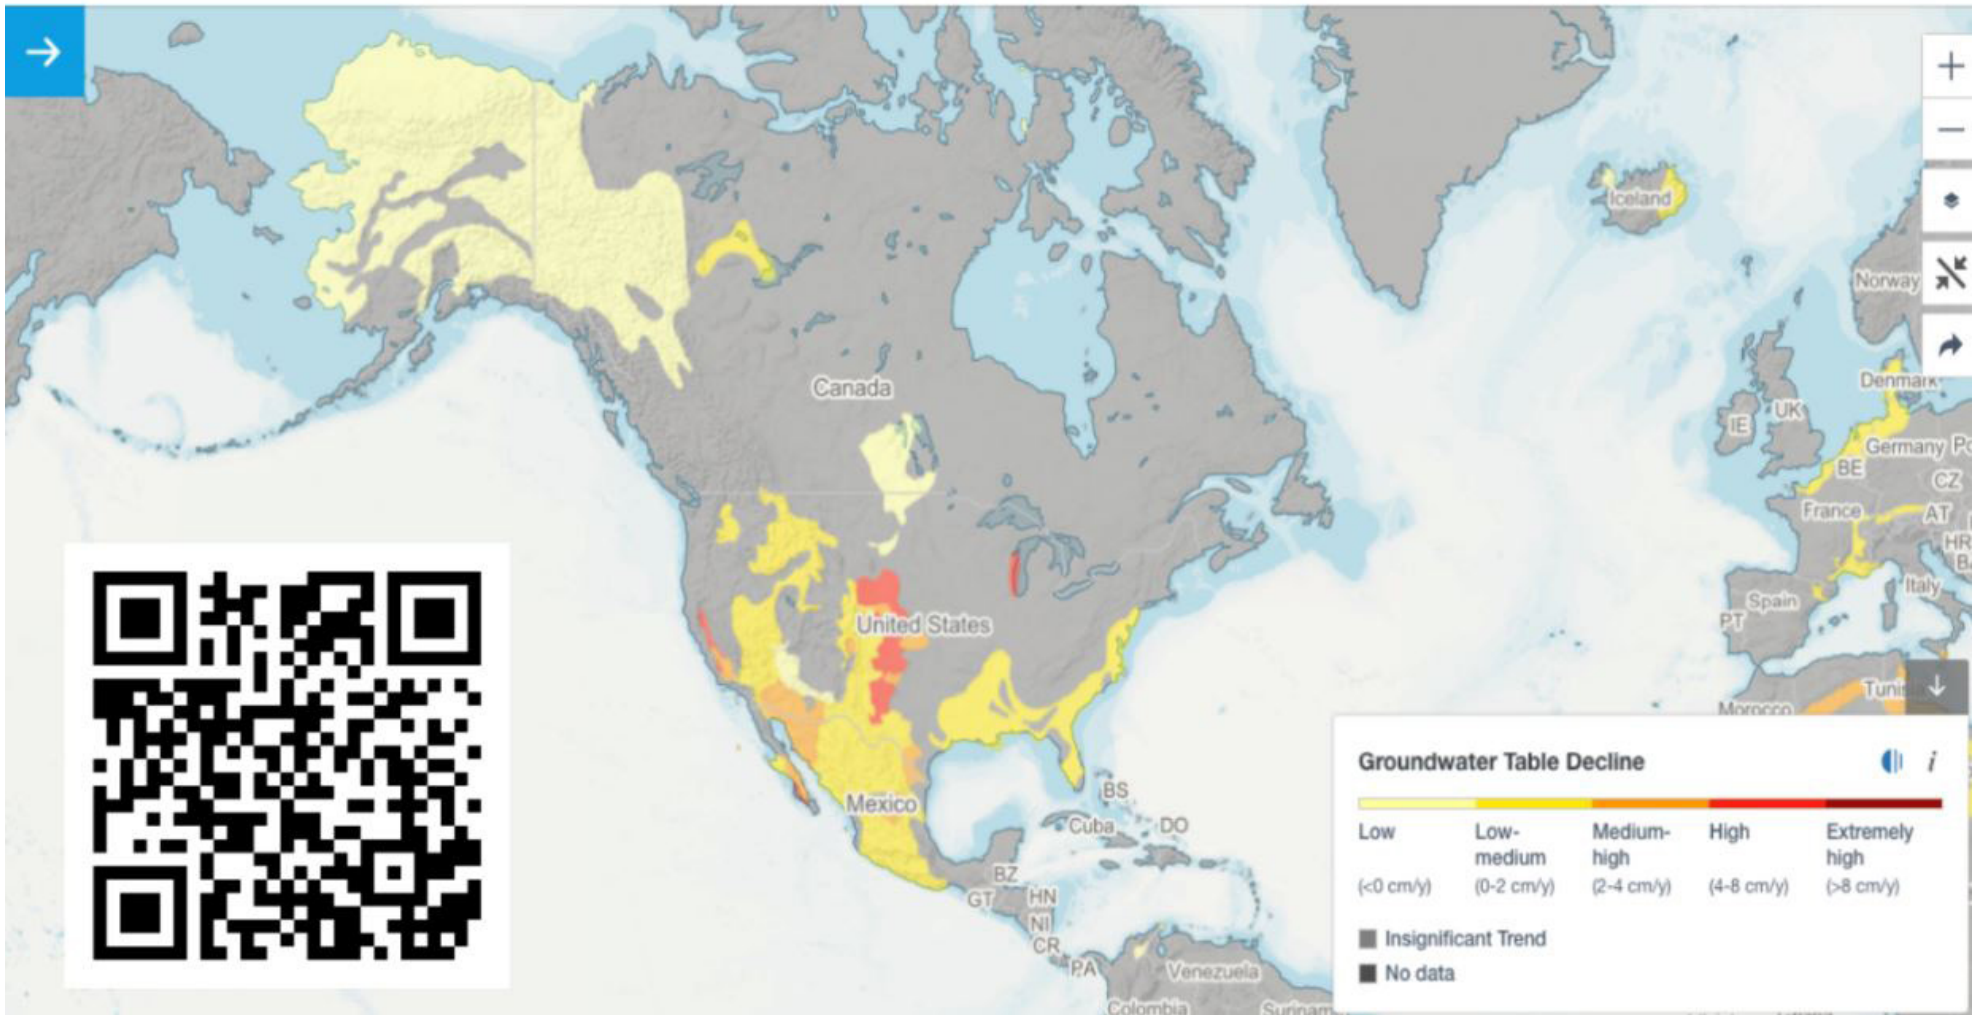 Iceland
Norway
Canada
Denmark
IE
UK
Germany
BE
CZ
France
AT
HR
Italy
Spain
PT
United States
Morocco
Mexico
BS
Cuba
DO
BZ
GT
HN
NI
CR
PA
Venezuela
Colombia
Groundwater Table Decline
i
Low
Low-
medium
Medium-
high
High
Extremely
high
(<0 cm/y)
(0-2 cm/y)
(2-4 cm/y)
(4-8 cm/y)
(>8 cm/y)
Insignificant Trend
No data